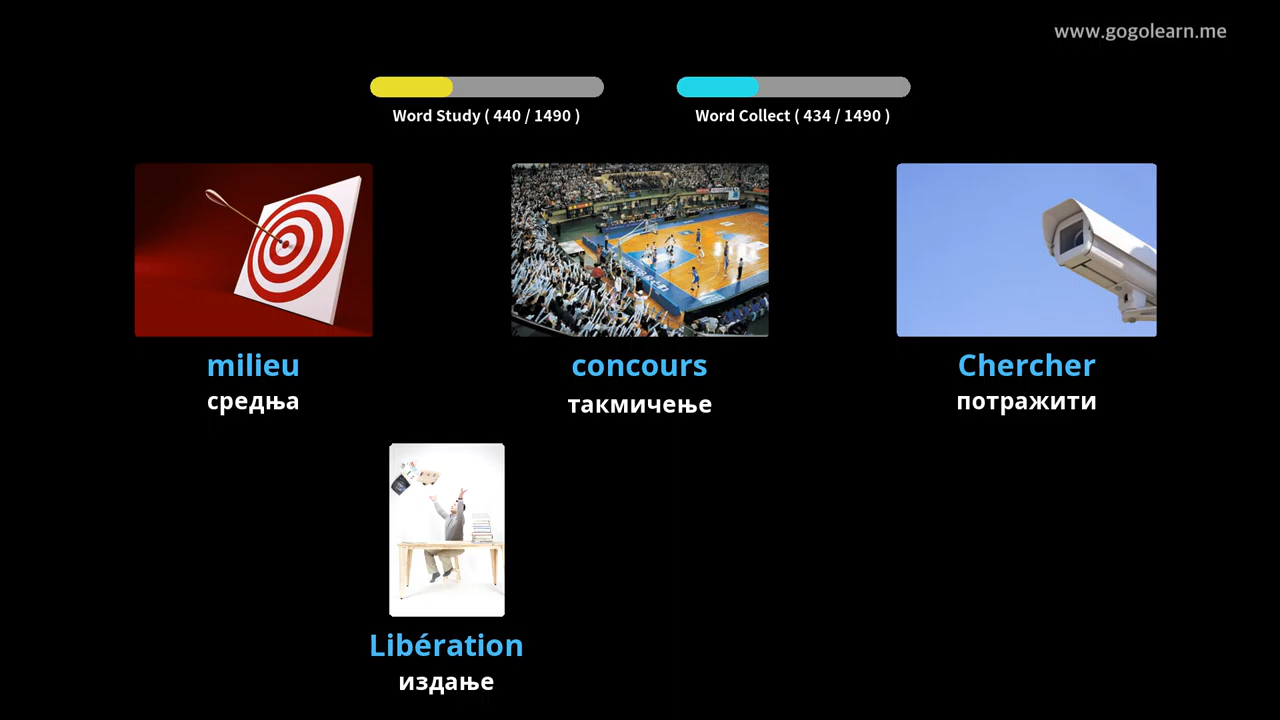 www.gogolearn.me
Word Study ( 440 / 1490 )
Word Collect ( 434 / 1490 )
milieu
средња
concours
такмичење
Chercher
потражити
Libération
издање